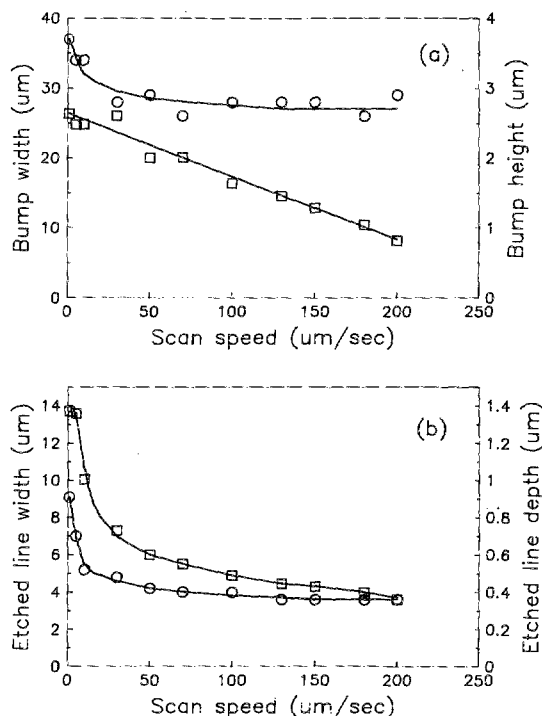 (a)
Bump width (um)
40
30
20
10
0
Bump height (um)
4
3
2
1
0
0 50 100 150 200 250
Scan speed (um/sec)
(b)
Etched line width (um)
14
12
10
8
6
4
2
0
Etched line depth (um)
1.4
1.2
1
0.8
0.6
0.4
0.2
0
0 50 100 150 200 250
Scan speed (um/sec)